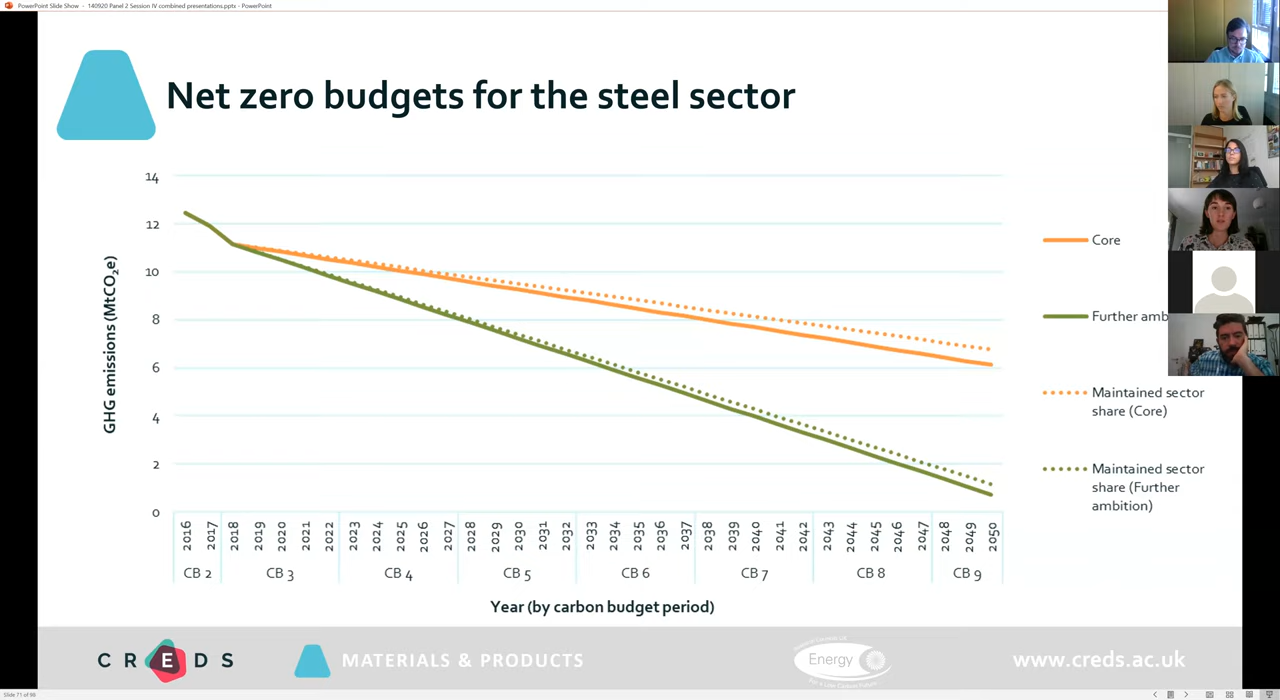 PowerPoint Slide Show - 140920 Panel 2 Session IV combined presentations.pptx - PowerPoint
Net zero budgets for the steel sector
14
12
10
8
6
4
2
0
GHG emissions (MtCO₂e)
2016 2017 2018 2019 2020 2021 2022 2023 2024 2025 2026 2027 2028 2029 2030 2031 2032 2033 2034 2035 2036 2037 2038 2039 2040 2041 2042 2043 2044 2045 2046 2047 2048 2049 2050
CB 2 CB 3 CB 4 CB 5 CB 6 CB 7 CB 8 CB 9
Year (by carbon budget period)
Core
Further amb
Maintained sector
share (Core)
Maintained sector
share (Further
ambition)
CREDS
MATERIALS & PRODUCTS
Energy
www.creds.ac.uk
Slide 71 of 96